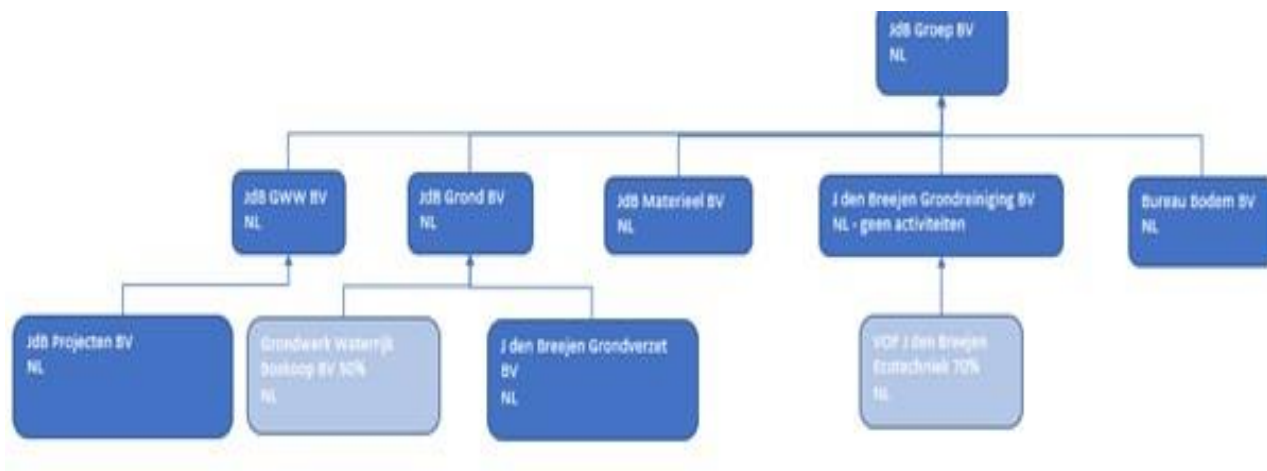 JdB Groep BV
NL
JdB GWW BV
NL
JdB Grond BV
NL
JdB Materieel BV
NL
J den Breejen Grondreiniging BV
NL - geen activiteiten
Bureau Bodem BV
NL
JdB Projecten BV
NL
Grondwerk Waterrijk
Boskoop BV 50%
NL
J den Breejen Grondverzet
BV
NL
VOF J den Breejen
Ecotechniek 70%
NL